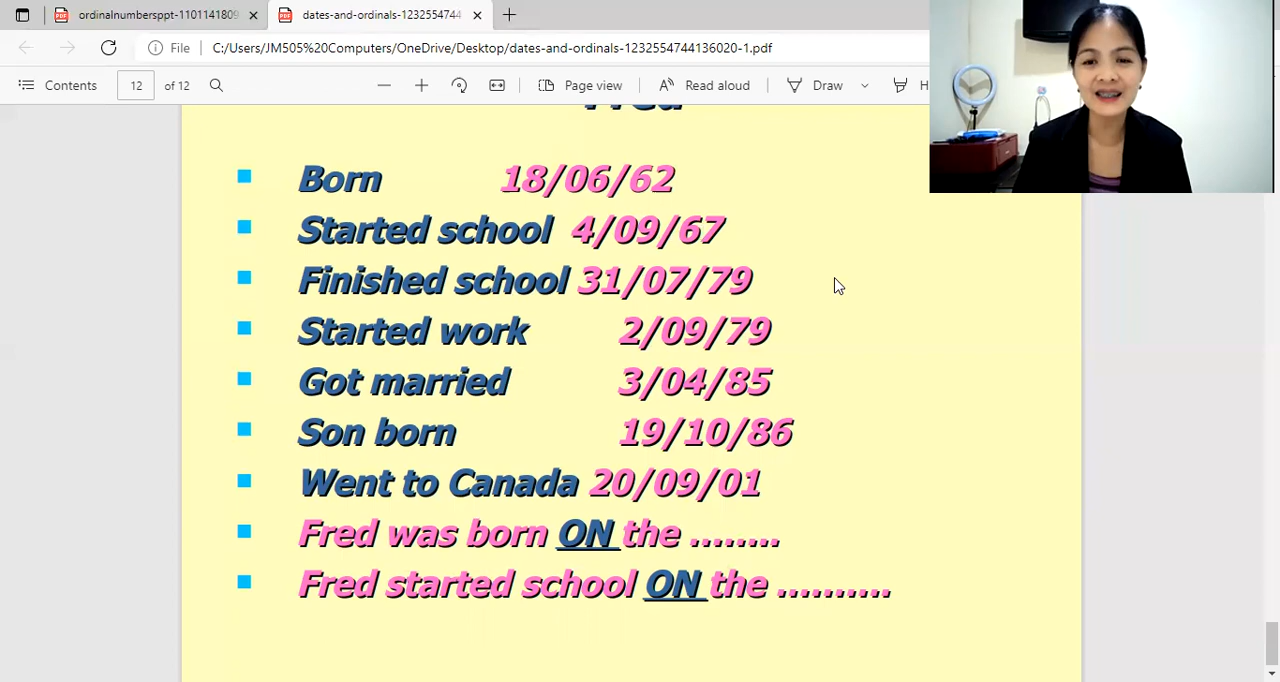 ordinalnumbersppt-1101141809
dates-and-ordinals-1232554744
File
C:/Users/JM505%20Computers/OneDrive/Desktop/dates-and-ordinals-1232554744136020-1.pdf
Contents
12 of 12
Page view
Read aloud
Draw
H
Fred
Born 18/06/62
Started school 4/09/67
Finished school 31/07/79
Started work 2/09/79
Got married 3/04/85
Son born 19/10/86
Went to Canada 20/09/01
Fred was born ON the ........
Fred started school ON the ..........